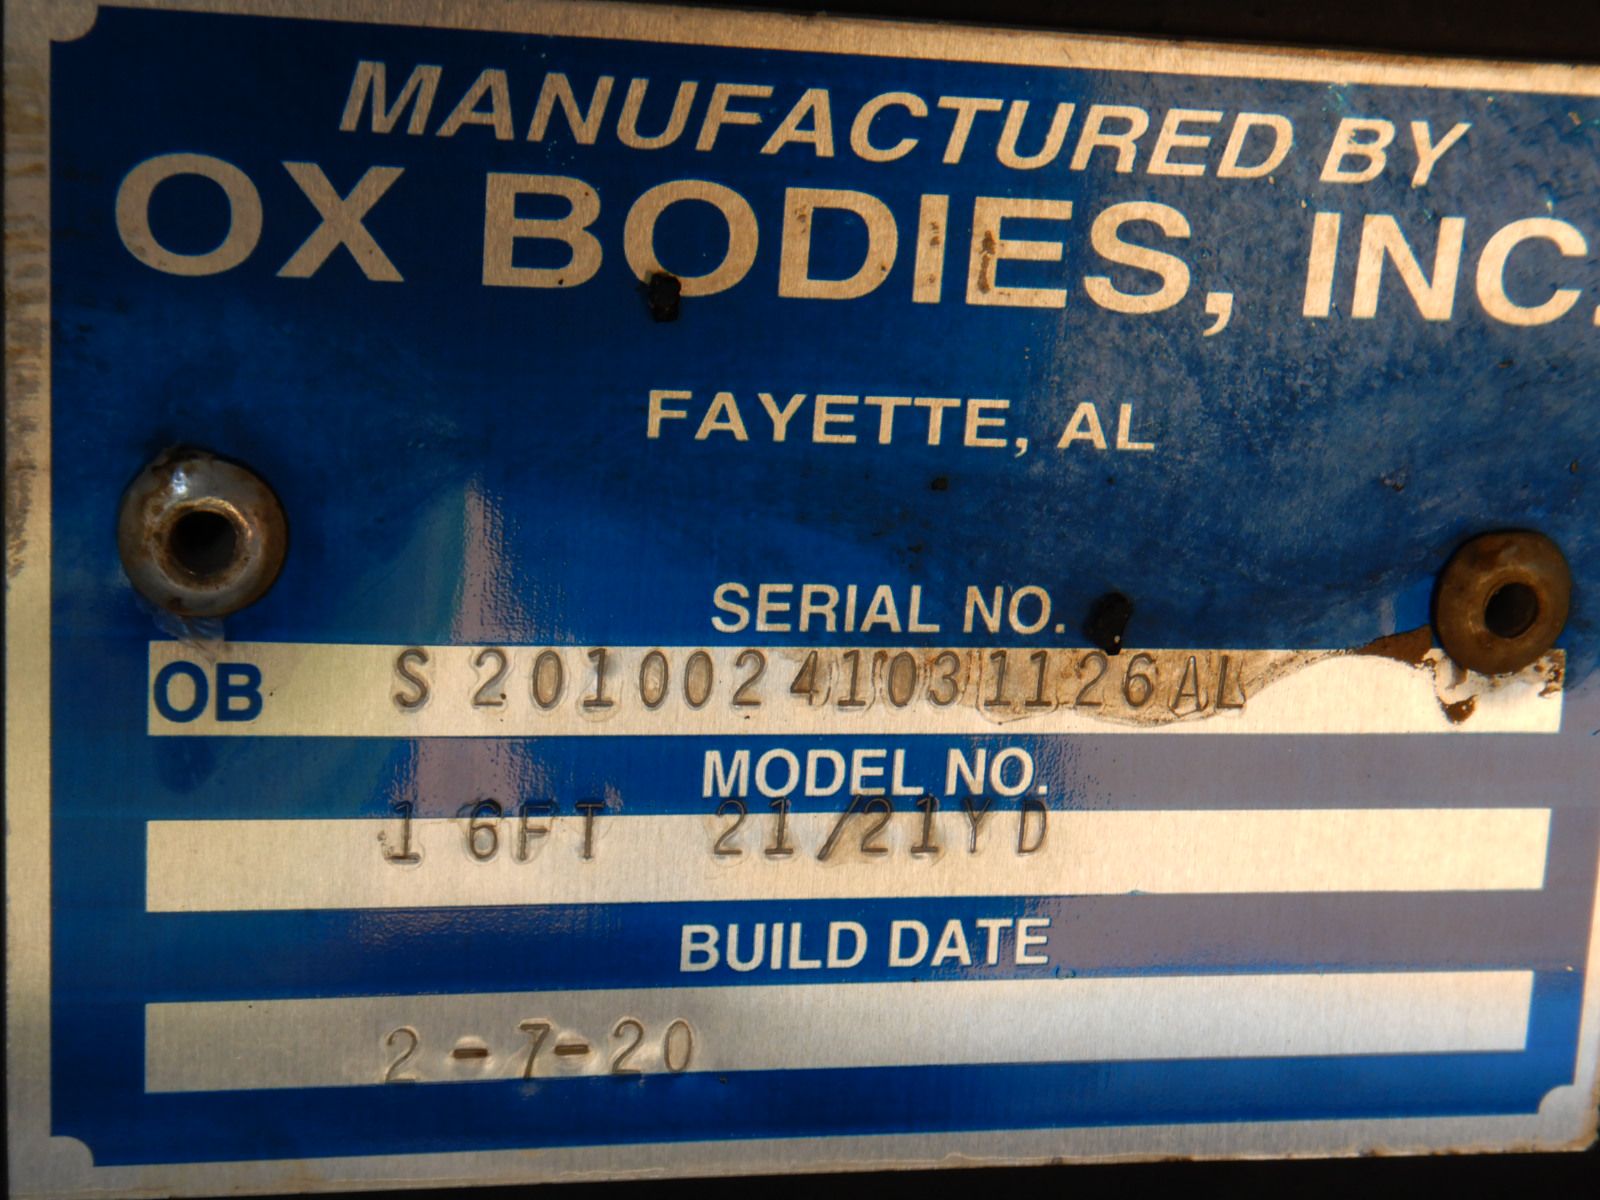 MANUFACTURED BY
OX BODIES, INC.
FAYETTE, AL
SERIAL NO.
OB S20100241031126AL
MODEL NO.
16FT 21/21YD
BUILD DATE
2-7-20